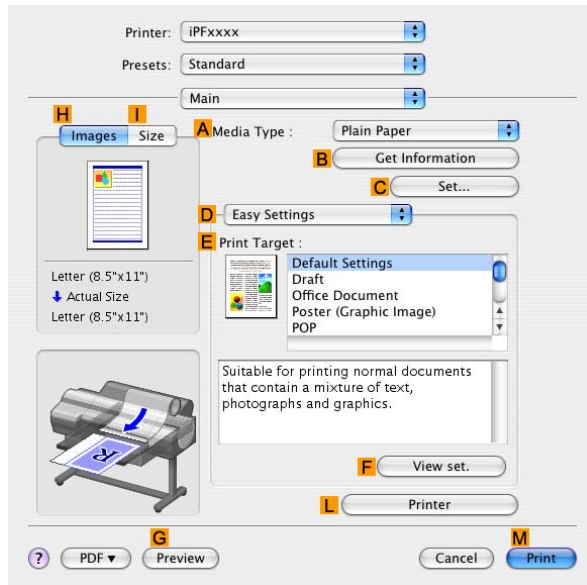 Printer: iPFxxxx
Presets: Standard
Main
H I
Images Size
A Media Type : Plain Paper
B Get Information
C Set...
D Easy Settings
E Print Target :
Default Settings
Draft
Office Document
Poster (Graphic Image)
POP
Letter (8.5"x11")
Actual Size
Letter (8.5"x11")
Suitable for printing normal documents
that contain a mixture of text,
photographs and graphics.
R
F View set.
L Printer
G M
? PDF▼ Preview Cancel Print